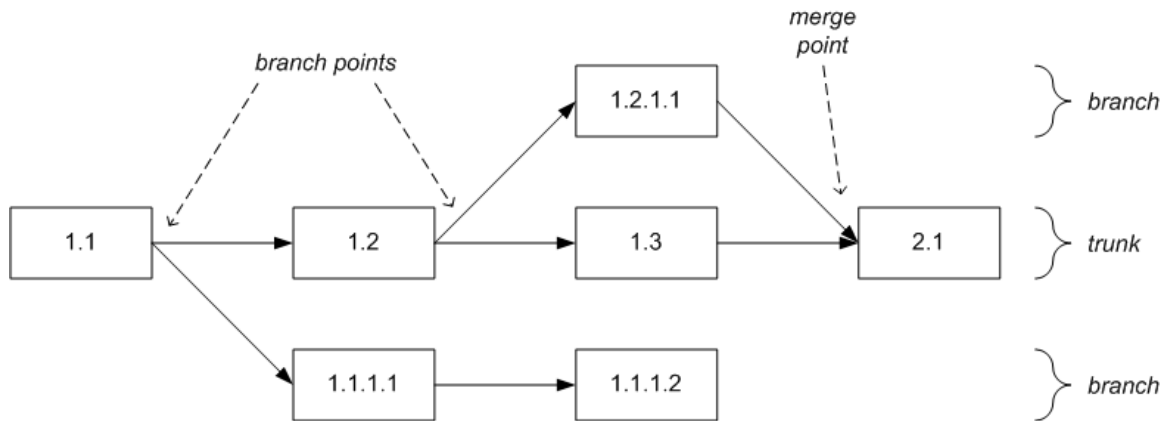 merge
point
branch points
1.2.1.1
branch
1.1
1.2
1.3
2.1
trunk
1.1.1.1
1.1.1.2
branch